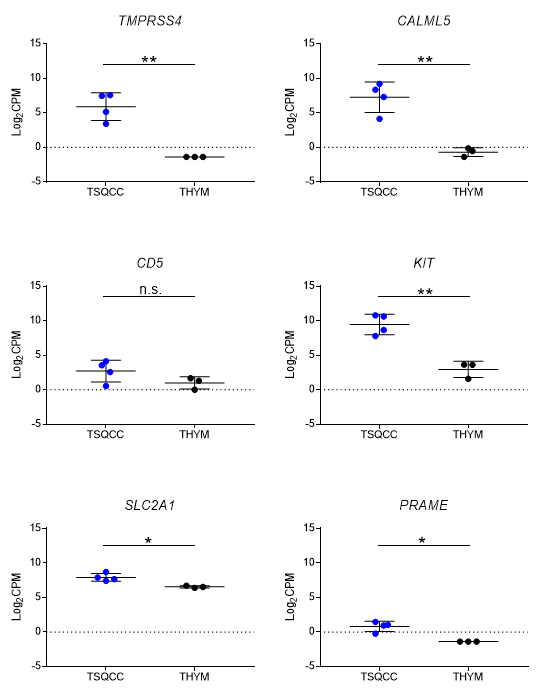 TMPRSS4
CALML5
15
**
10
Log2CPM
5
0
-5
TSQCC THYM
15
**
10
Log2CPM
5
0
-5
TSQCC THYM
CD5
KIT
15
n.s.
10
Log2CPM
5
0
-5
TSQCC THYM
15
**
10
Log2CPM
5
0
-5
TSQCC THYM
SLC2A1
PRAME
15
*
10
Log2CPM
5
0
-5
TSQCC THYM
15
*
10
Log2CPM
5
0
-5
TSQCC THYM